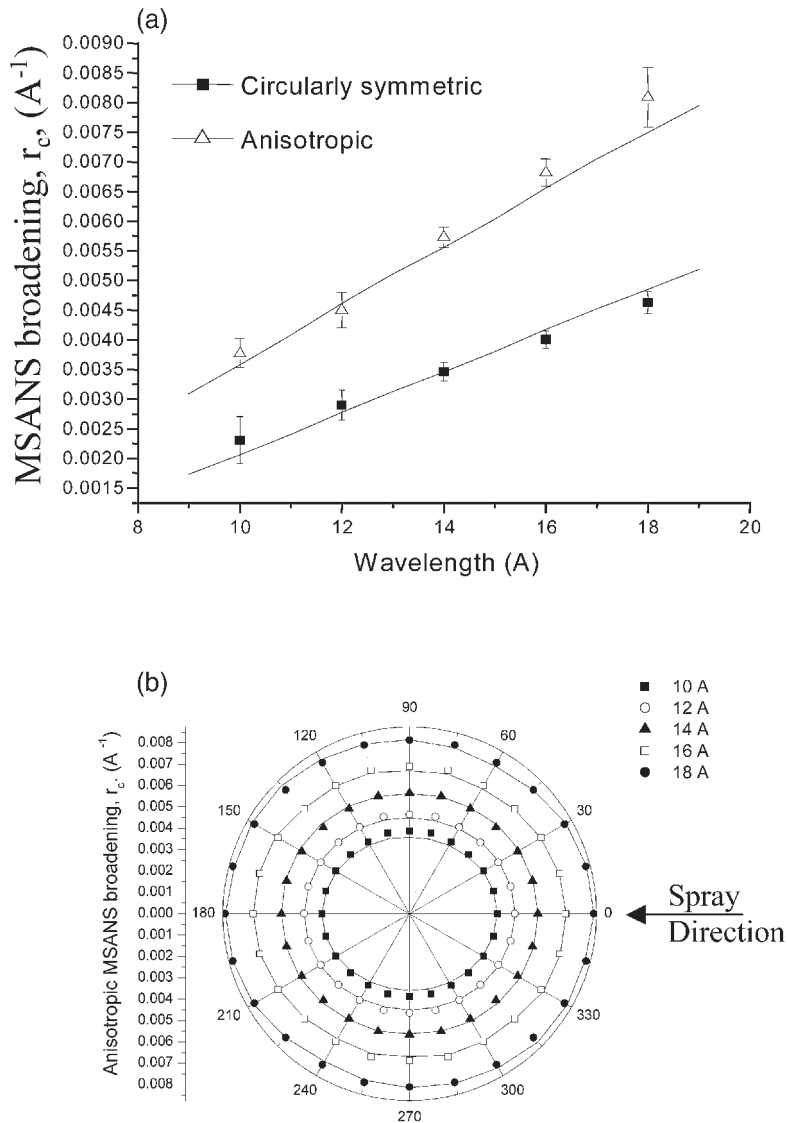 (a)
MSANS broadening, r_c, (A^-1)
0.0090
0.0085
0.0080
0.0075
0.0070
0.0065
0.0060
0.0055
0.0050
0.0045
0.0040
0.0035
0.0030
0.0025
0.0020
0.0015
Circularly symmetric
Anisotropic
8 10 12 14 16 18 20
Wavelength (A)
(b)
Anisotropic MSANS broadening, r_c. (A^-1)
0.008
0.007
0.006
0.005
0.004
0.003
0.002
0.001
0.000
0.001
0.002
0.003
0.004
0.005
0.006
0.007
0.008
90
120 60
150 30
180 0
210 330
240 300
270
10 A
12 A
14 A
16 A
18 A
Spray
Direction